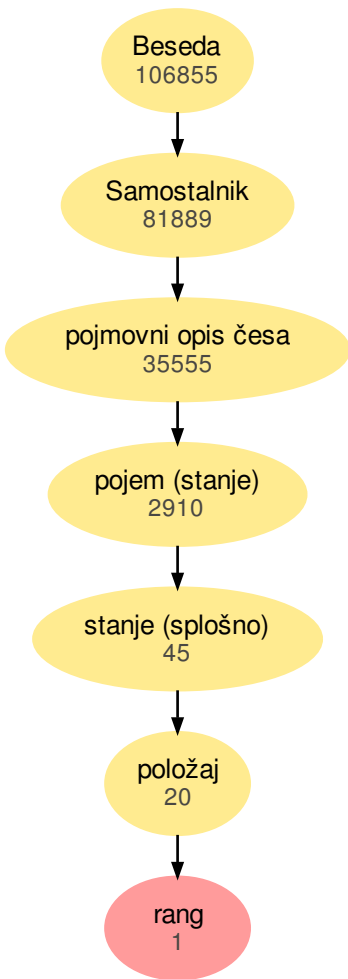 Beseda
106855
Samostalnik
81889
pojmovni opis česa
35555
pojem (stanje)
2910
stanje (splošno)
45
položaj
20
rang
1